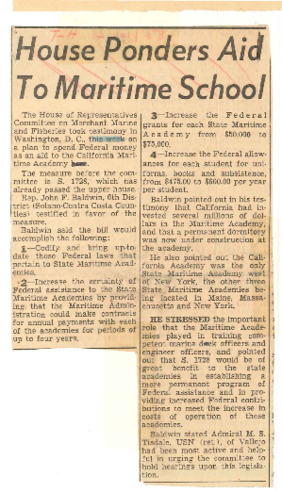 House Ponders Aid
To Maritime School
The House of Representatives
Committee on Merchant Marine
and Fisheries took testimony in
Washington, D. C., this week on
a plan to spend Federal money
as an aid to the California Mari-
time Academy here.
The measure before the com-
mittee is S. 1728, which was
already passed the upper house.
Rep. John F. Baldwin, 6th Dis-
trict (Solano-Contra Costa Coun-
ties) testified in favor of the
measure.
Baldwin said the bill would
accomplish the following:
1—Codify and bring up-to-
date those Federal laws that
pertain to State Maritime Acad-
emies.
2—Increase the certainty of
Federal assistance to the State
Maritime Academies by provid-
ing that the Maritime Admin-
istration could make contracts
for annual payments with each
of the academies for periods of
up to four years.
3—Increase the Federal
grants for each State Maritime
Academy from $50,000 to
$75,000.
4—Increase the Federal allow-
ances for each student for uni-
forms, books and subsistence,
from $475.00 to $600.00 per year
per student.
Baldwin pointed out in his tes-
timony that California had in-
vested several millions of dol-
lars in the Maritime Academy,
and that a permanent dormitory
was now under construction at
the academy.
He also pointed out the Cali-
fornia Academy was the only
State Maritime Academy west
of New York, the other three
State Maritime Academies be-
ing located in Maine, Massa-
chusetts and New York.
HE STRESSED the important
role that the Maritime Acade-
mies played in training com-
petent marine deck officers and
engineer officers, and pointed
out that S. 1728 would be of
great benefit to the state
academies in establishing a
more permanent program of
Federal assistance and in pro-
viding increased Federal contri-
butions to meet the increase in
costs of operation of these
academies.
Baldwin stated Admiral M. S.
Tisdale, USN (ret.), of Vallejo
had been most active and help-
ful in urging the committee to
hold hearings upon this legisla-
tion.